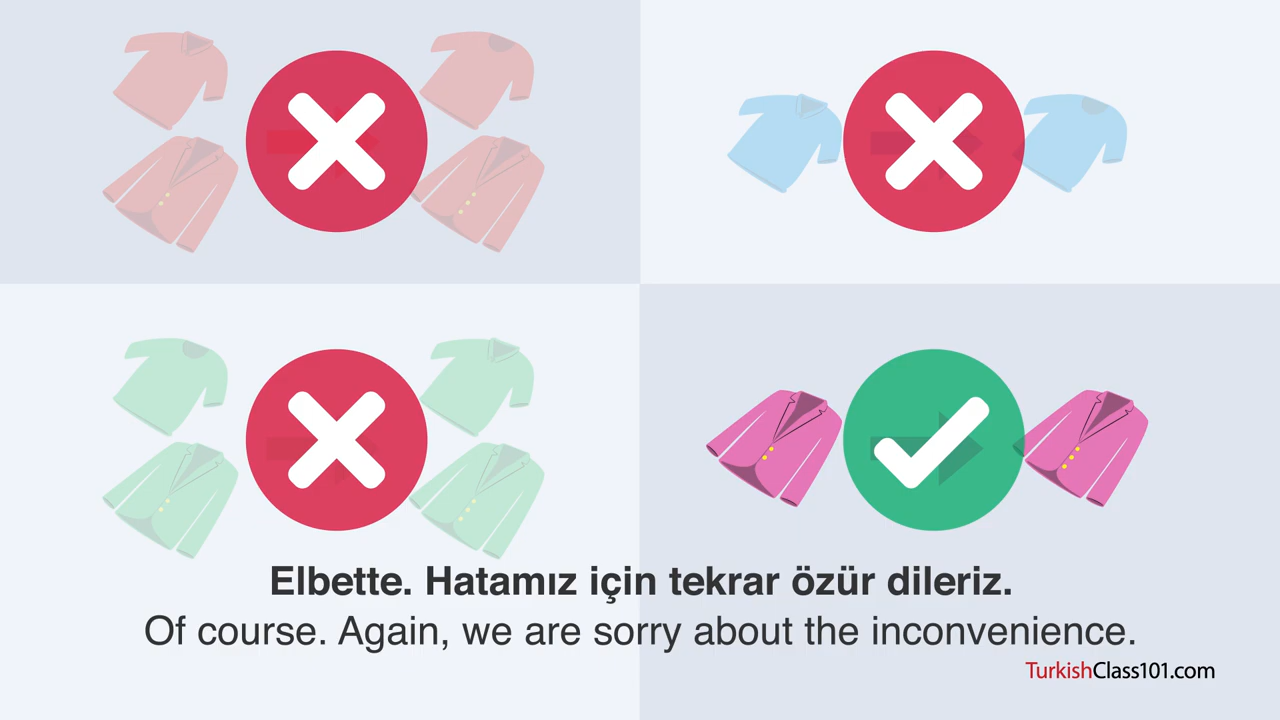 Elbette. Hatamız için tekrar özür dileriz.
Of course. Again, we are sorry about the inconvenience.
TurkishClass101.com